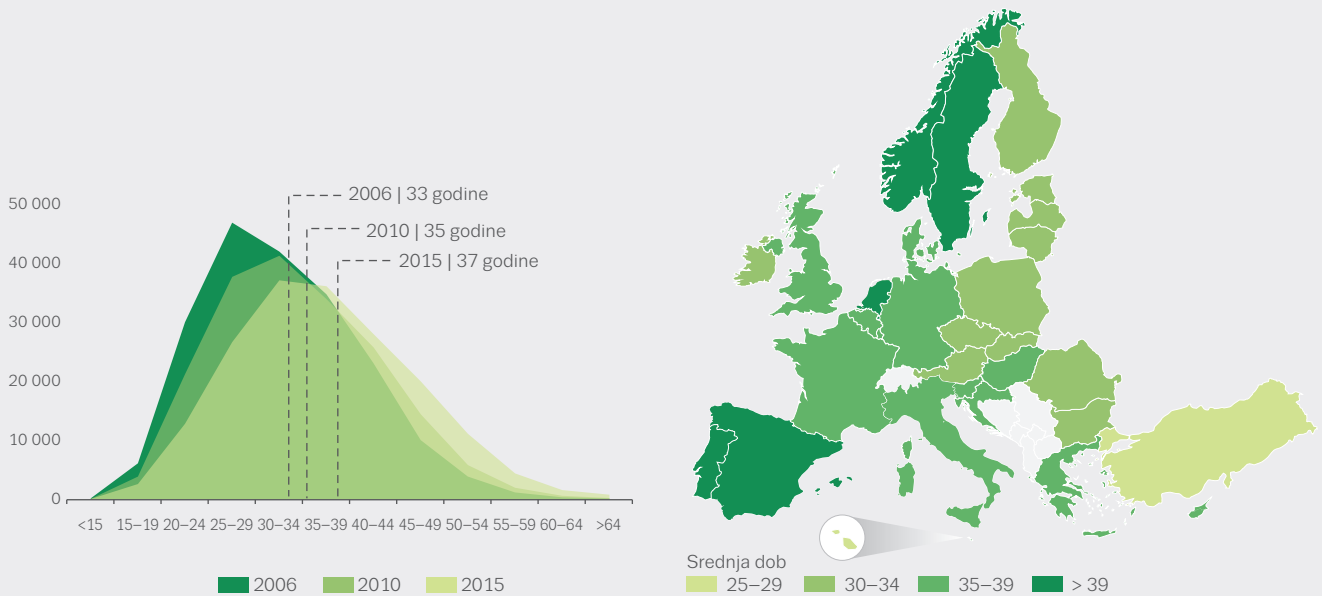 2006 | 33 godine
50 000
2010 | 35 godine
40 000
2015 | 37 godine
30 000
20 000
10 000
0
<15 15–19 20–24 25–29 30–34 35–39 40–44 45–49 50–54 55–59 60–64 >64
2006 2010 2015
Srednja dob
25–29 30–34 35–39 > 39